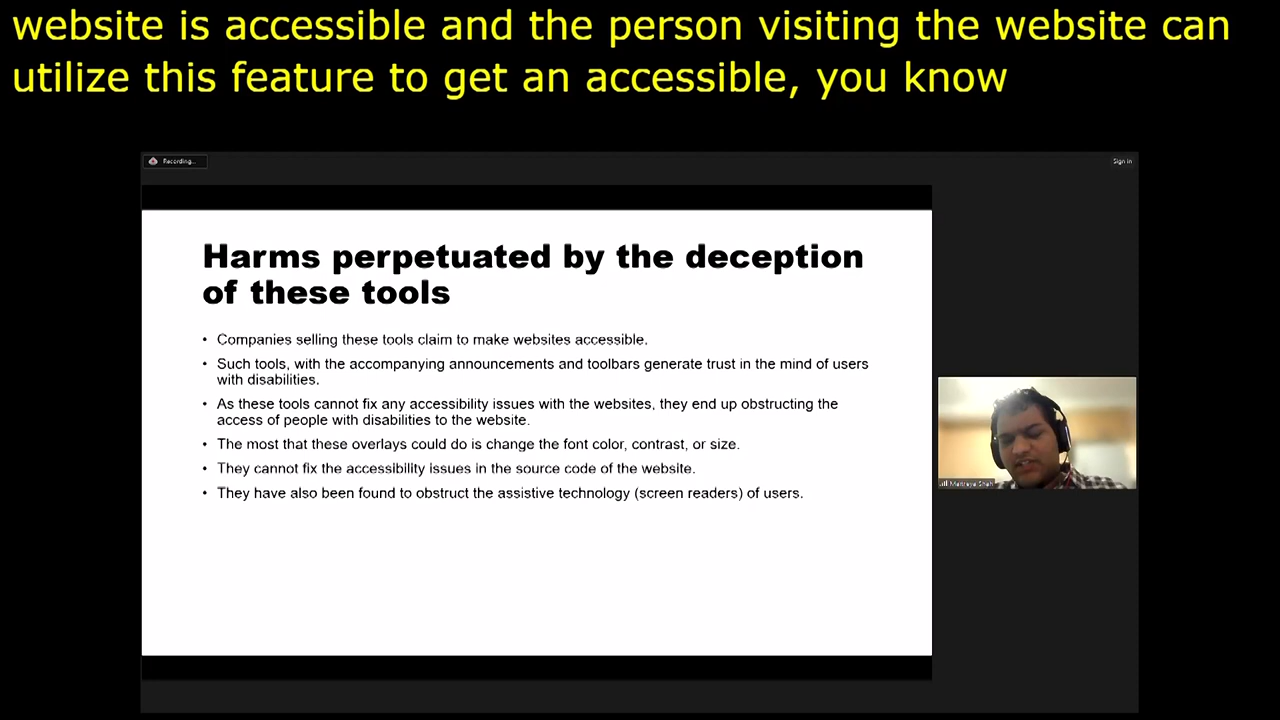 website is accessible and the person visiting the website can
utilize this feature to get an accessible, you know
Recording...
Sign in
Harms perpetuated by the deception
of these tools
• Companies selling these tools claim to make websites accessible.
• Such tools, with the accompanying announcements and toolbars generate trust in the mind of users
with disabilities.
• As these tools cannot fix any accessibility issues with the websites, they end up obstructing the
access of people with disabilities to the website.
• The most that these overlays could do is change the font color, contrast, or size.
• They cannot fix the accessibility issues in the source code of the website.
• They have also been found to obstruct the assistive technology (screen readers) of users.
Shah